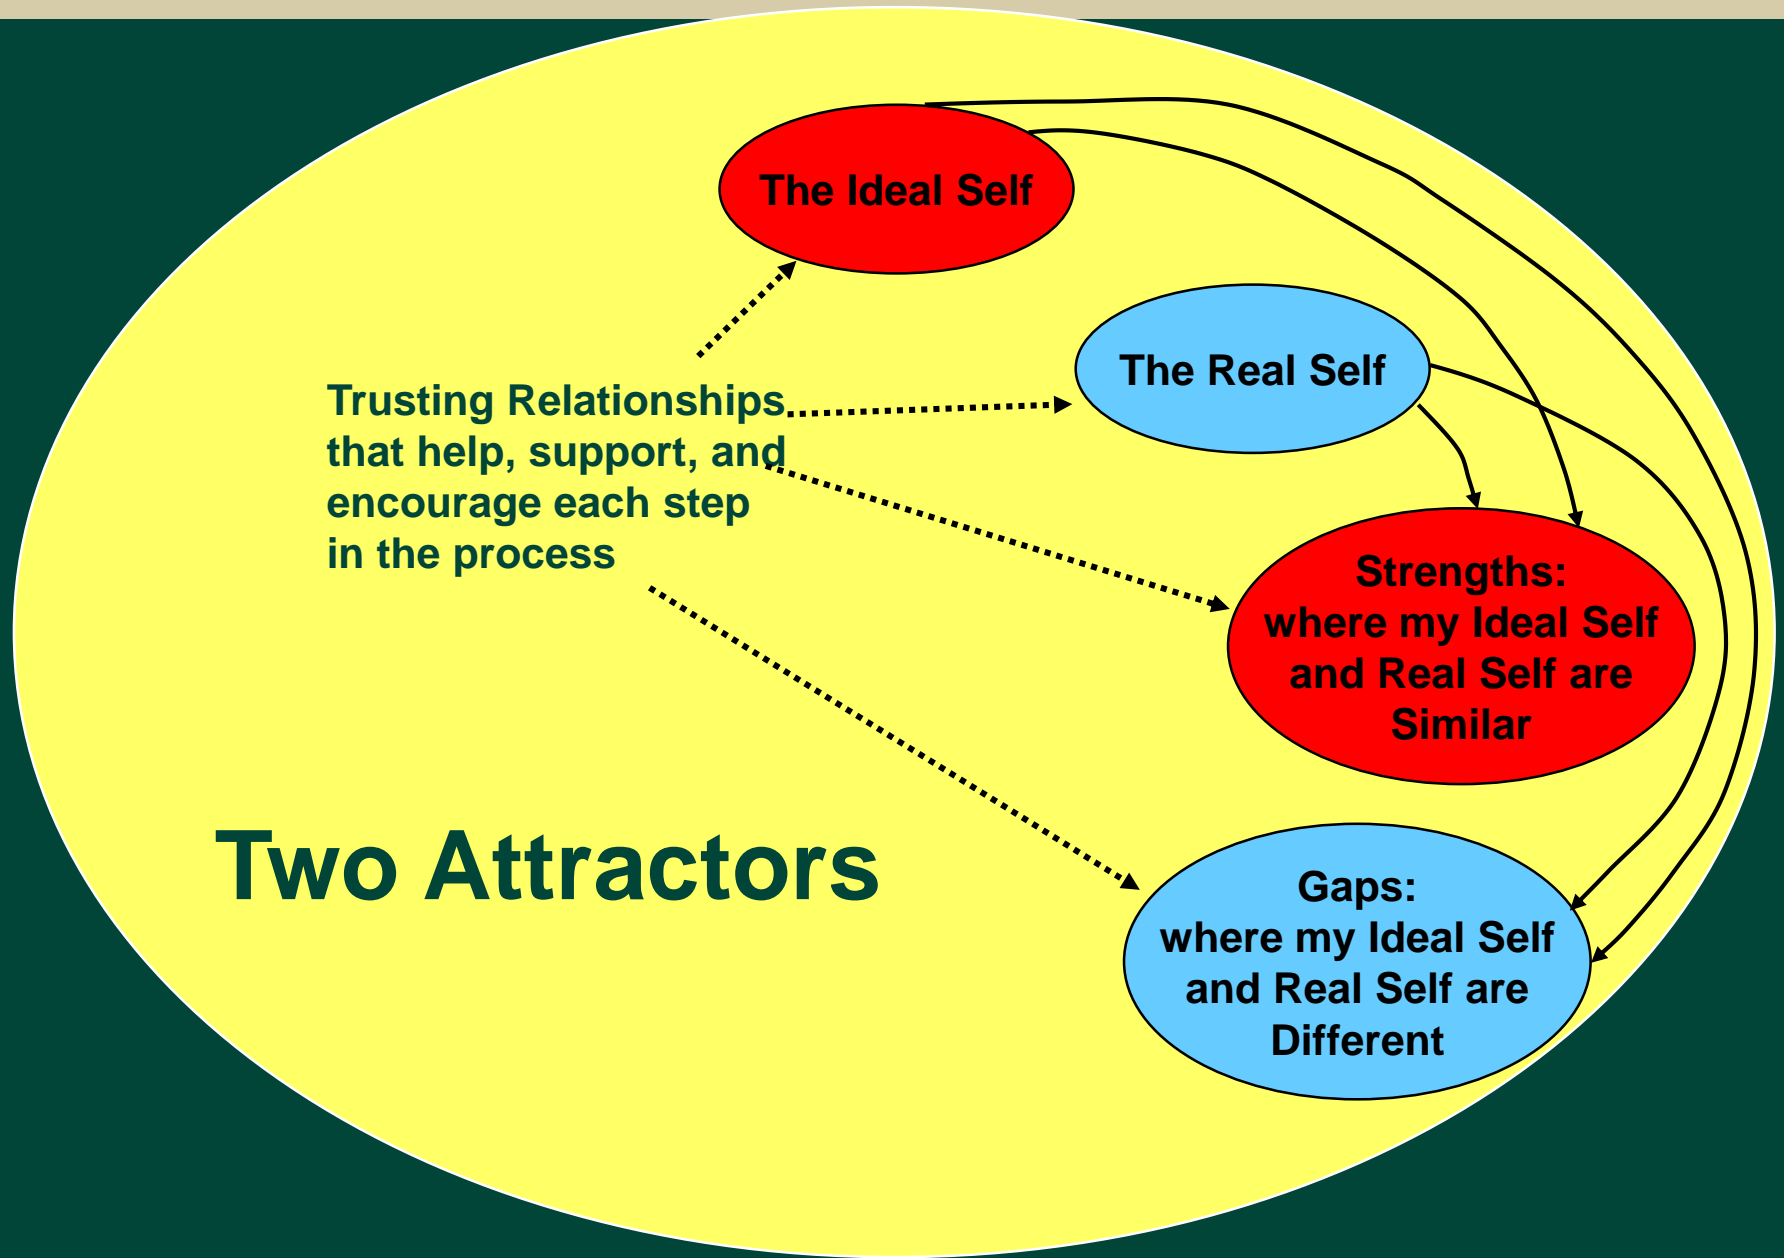 The Ideal Self
The Real Self
Trusting Relationships
that help, support, and
encourage each step
in the process
Strengths:
where my Ideal Self
and Real Self are
Similar
Two Attractors
Gaps:
where my Ideal Self
and Real Self are
Different